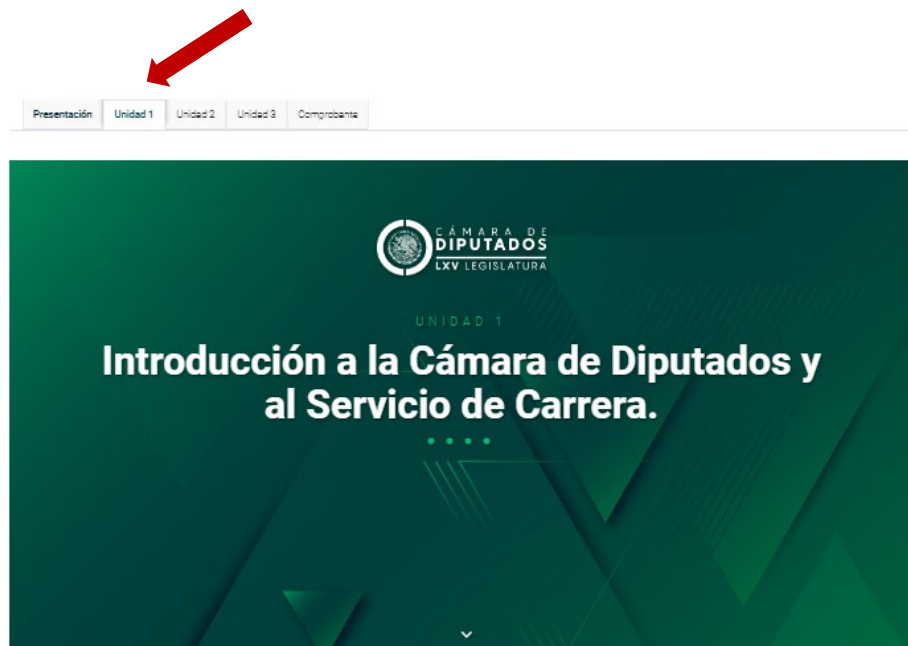 Presentación Unidad 1 Unidad 2 Unidad 3 Comprobante
CÁMARA DE
DIPUTADOS
LXV LEGISLATURA
UNIDAD 1
Introducción a la Cámara de Diputados y
al Servicio de Carrera.